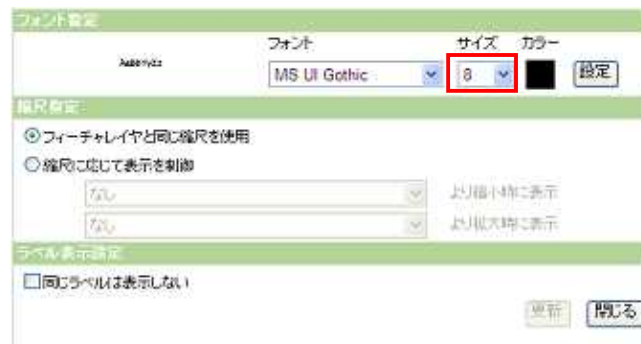 フォント指定
フォント サイズ カラー
MS UI Gothic 8 設定
縮尺指定
フィーチャレイヤと同じ縮尺を使用
縮尺に応じて表示を制御
なし より縮小時に表示
なし より拡大時に表示
ラベル表示設定
同じラベルは表示しない
更新 閉じる